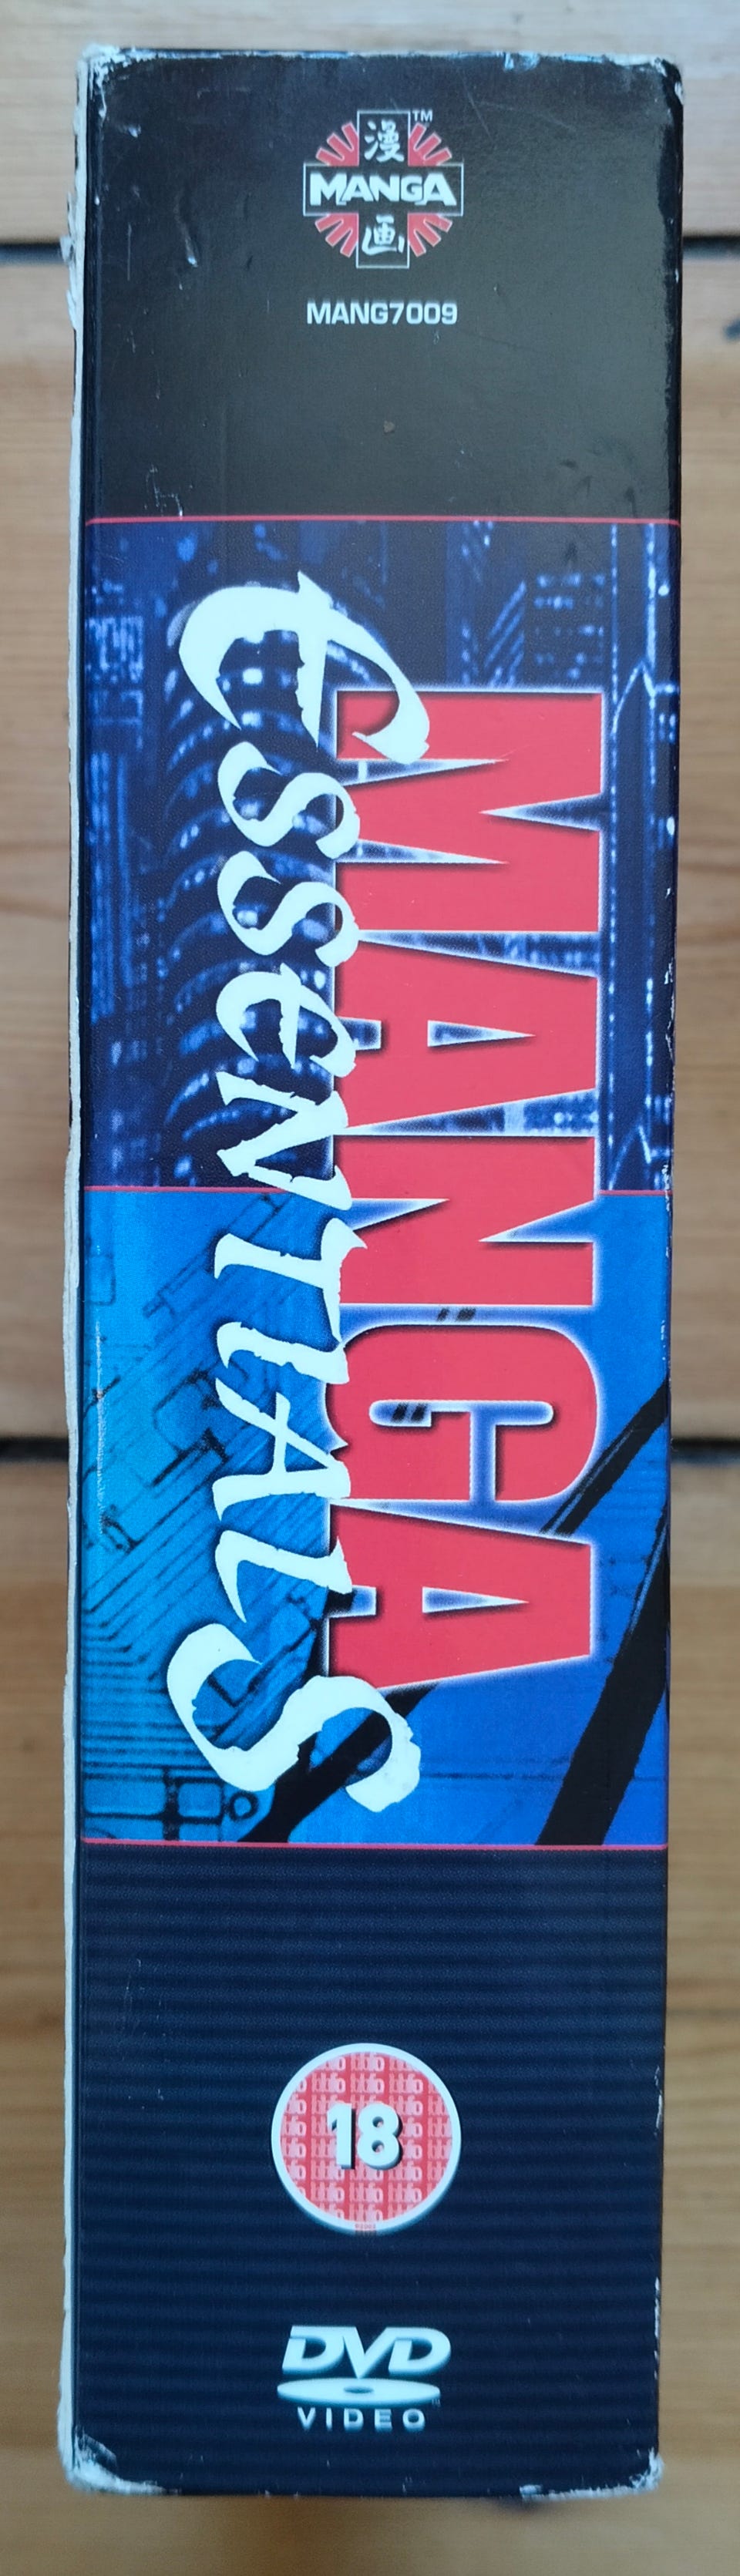 漫
TM
MANGA
画
MANG7009
MANGA
ESSENTIALS
18
DVD
VIDEO